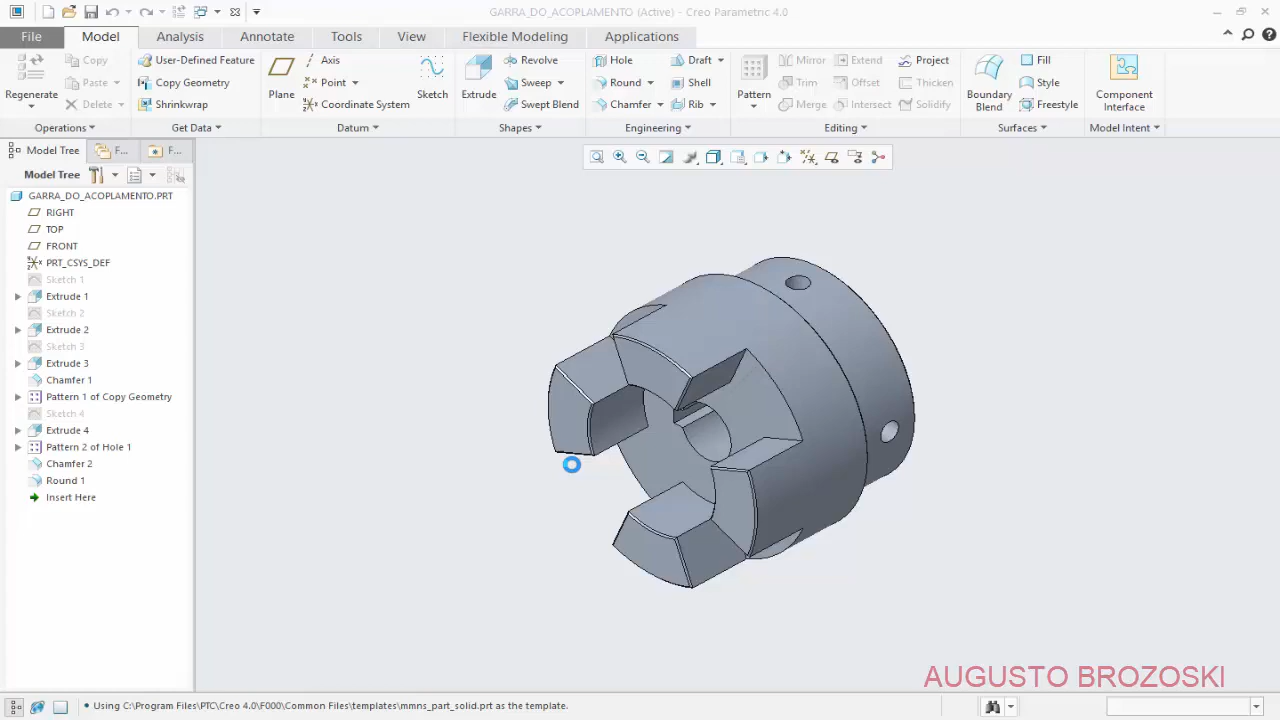 GARRA_DO_ACOPLAMENTO (Active) - Creo Parametric 4.0
File Model Analysis Annotate Tools View Flexible Modeling Applications
Copy User-Defined Feature Axis Revolve Hole Draft Mirror Extend Project Fill
Paste Copy Geometry Point Sweep Round Shell Trim Offset Thicken Style
Regenerate Delete Shrinkwrap Plane Coordinate System Sketch Extrude Swept Blend Chamfer Rib Pattern Merge Intersect Solidify Boundary Blend Freestyle Component Interface
Operations Get Data Datum Shapes Engineering Editing Surfaces Model Intent
Model Tree F... F...
Model Tree
GARRA_DO_ACOPLAMENTO.PRT
RIGHT
TOP
FRONT
PRT_CSYS_DEF
Sketch 1
Extrude 1
Sketch 2
Extrude 2
Sketch 3
Extrude 3
Chamfer 1
Pattern 1 of Copy Geometry
Sketch 4
Extrude 4
Pattern 2 of Hole 1
Chamfer 2
Round 1
Insert Here
AUGUSTO BROZOSKI
Using C:\Program Files\PTC\Creo 4.0\F000\Common Files\templates\mmns_part_solid.prt as the template.